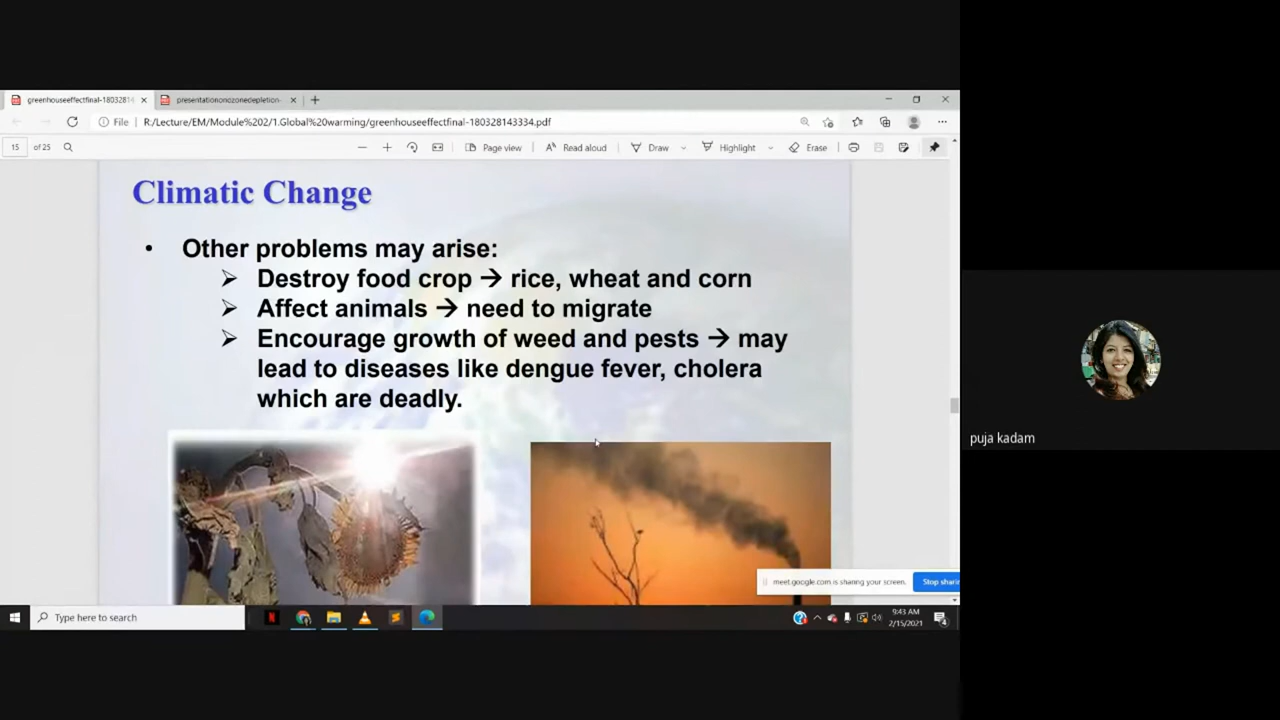 greenhouseeffectfinal-1803281
presentationonozonedepletion-
File
R:/Lecture/EM/Module%202/1.Global%20warming/greenhouseeffectfinal-180328143334.pdf
15 of 25
Page view
Read aloud
Draw
Highlight
Erase
Climatic Change
• Other problems may arise:
➢ Destroy food crop → rice, wheat and corn
➢ Affect animals → need to migrate
➢ Encourage growth of weed and pests → may
lead to diseases like dengue fever, cholera
which are deadly.
puja kadam
meet.google.com is sharing your screen.
Stop sharin
Type here to search
9:43 AM
2/15/2021
4